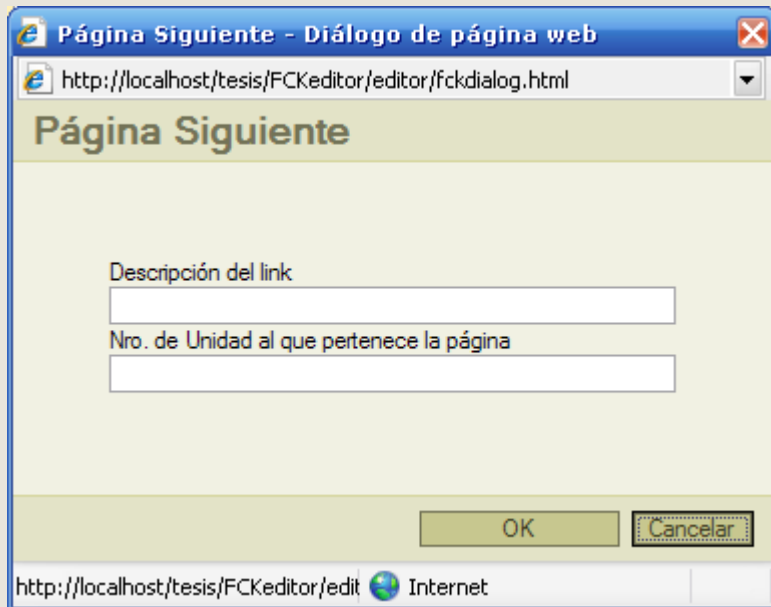 Página Siguiente - Diálogo de página web
http://localhost/tesis/FCKeditor/editor/fckdialog.html
Página Siguiente
Descripción del link
Nro. de Unidad al que pertenece la página
OK Cancelar
http://localhost/tesis/FCKeditor/edit Internet